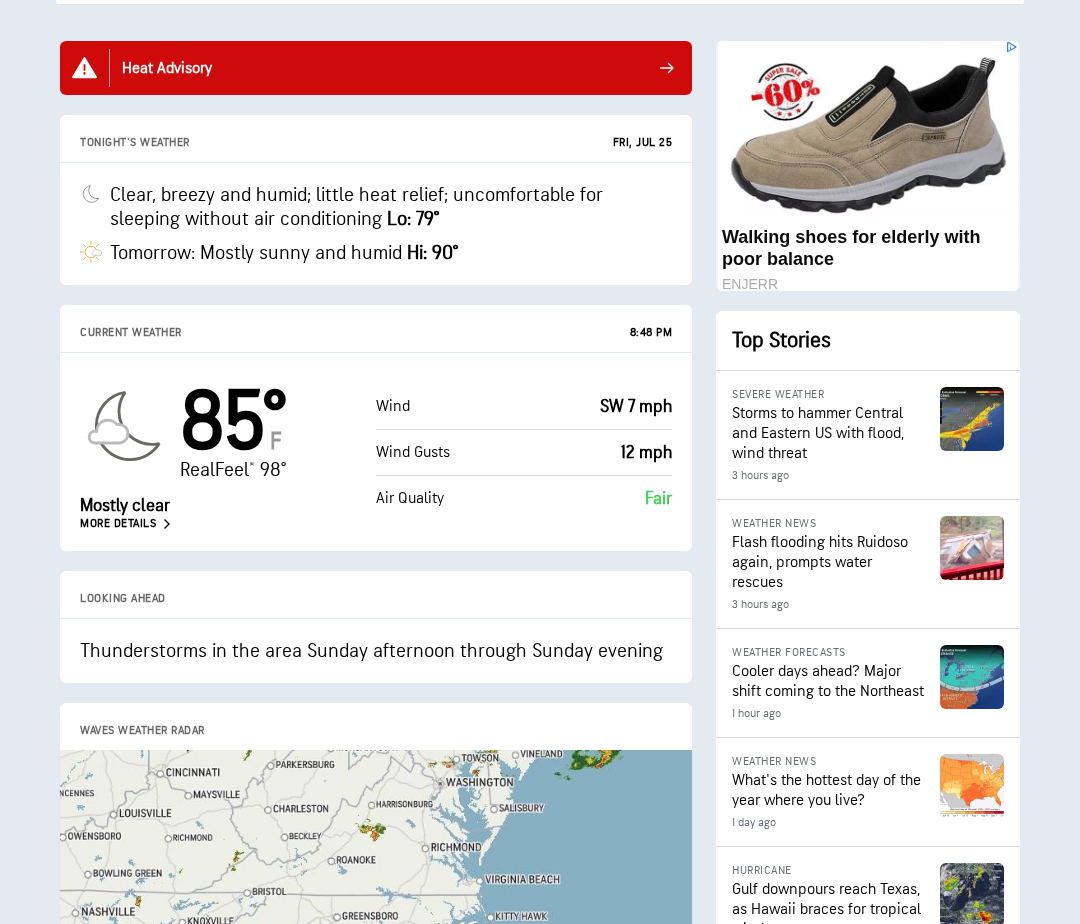 Heat Advisory
TONIGHT'S WEATHER
FRI, JUL 25
Clear, breezy and humid; little heat relief; uncomfortable for
sleeping without air conditioning Lo: 79°
Tomorrow: Mostly sunny and humid Hi: 90°
CURRENT WEATHER
8:48 PM
85°
F
RealFeel® 98°
Mostly clear
MORE DETAILS
Wind
SW 7 mph
Wind Gusts
12 mph
Air Quality
Fair
LOOKING AHEAD
Thunderstorms in the area Sunday afternoon through Sunday evening
WAVES WEATHER RADAR
TOWSON
VINELAND
PARKERSBURG
CINCINNATI
WASHINGTON
MAYSVILLE
HARRISONBURG
CHARLESTON
SALISBURY
LOUISVILLE
OWENSBORO
RICHMOND
BECKLEY
RICHMOND
ROANOKE
BOWLING GREEN
VIRGINIA BEACH
BRISTOL
NASHVILLE
GREENSBORO
KITTY HAWK
KNOXVILLE
SUPER SALE
-60%
Walking shoes for elderly with
poor balance
ENJERR
Top Stories
SEVERE WEATHER
Storms to hammer Central
and Eastern US with flood,
wind threat
3 hours ago
WEATHER NEWS
Flash flooding hits Ruidoso
again, prompts water
rescues
3 hours ago
WEATHER FORECASTS
Cooler days ahead? Major
shift coming to the Northeast
1 hour ago
WEATHER NEWS
What's the hottest day of the
year where you live?
1 day ago
HURRICANE
Gulf downpours reach Texas,
as Hawaii braces for tropical